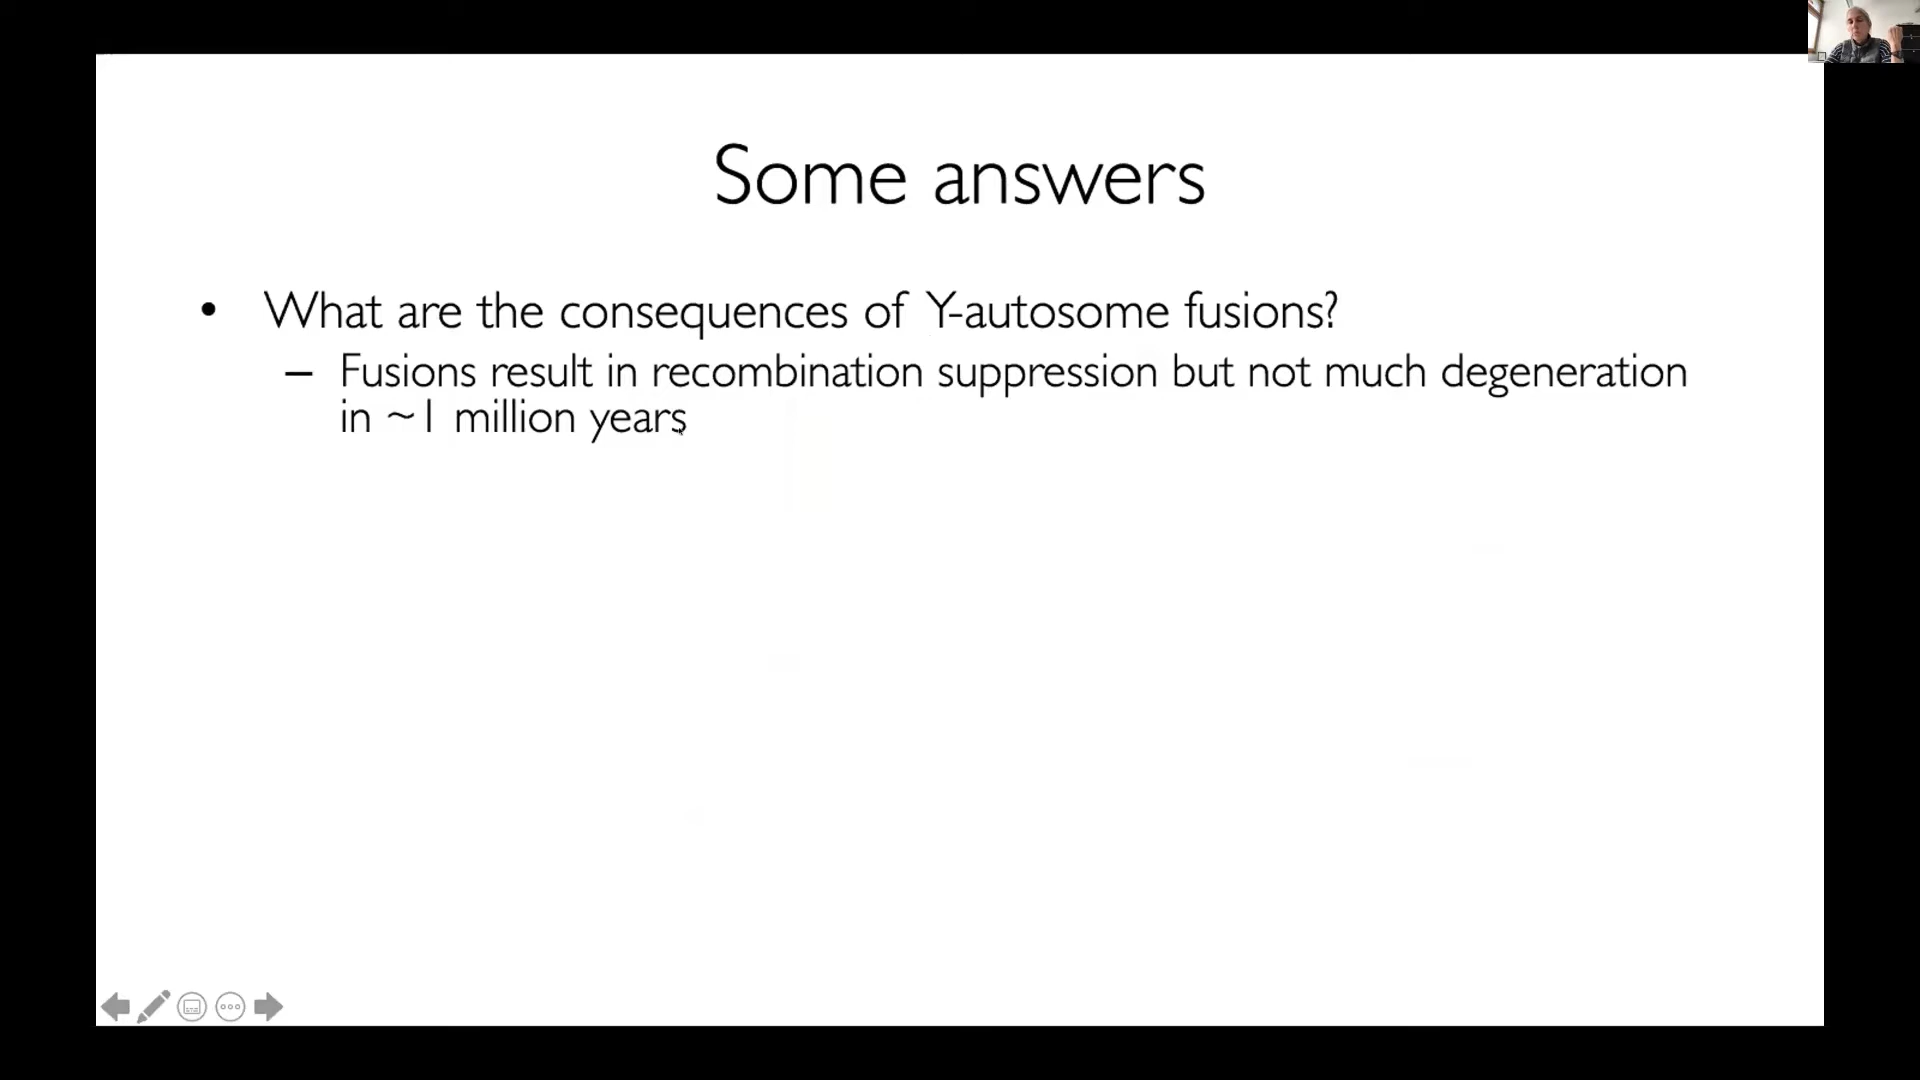 Some answers
• What are the consequences of Y-autosome fusions?
– Fusions result in recombination suppression but not much degeneration
in ~1 million years